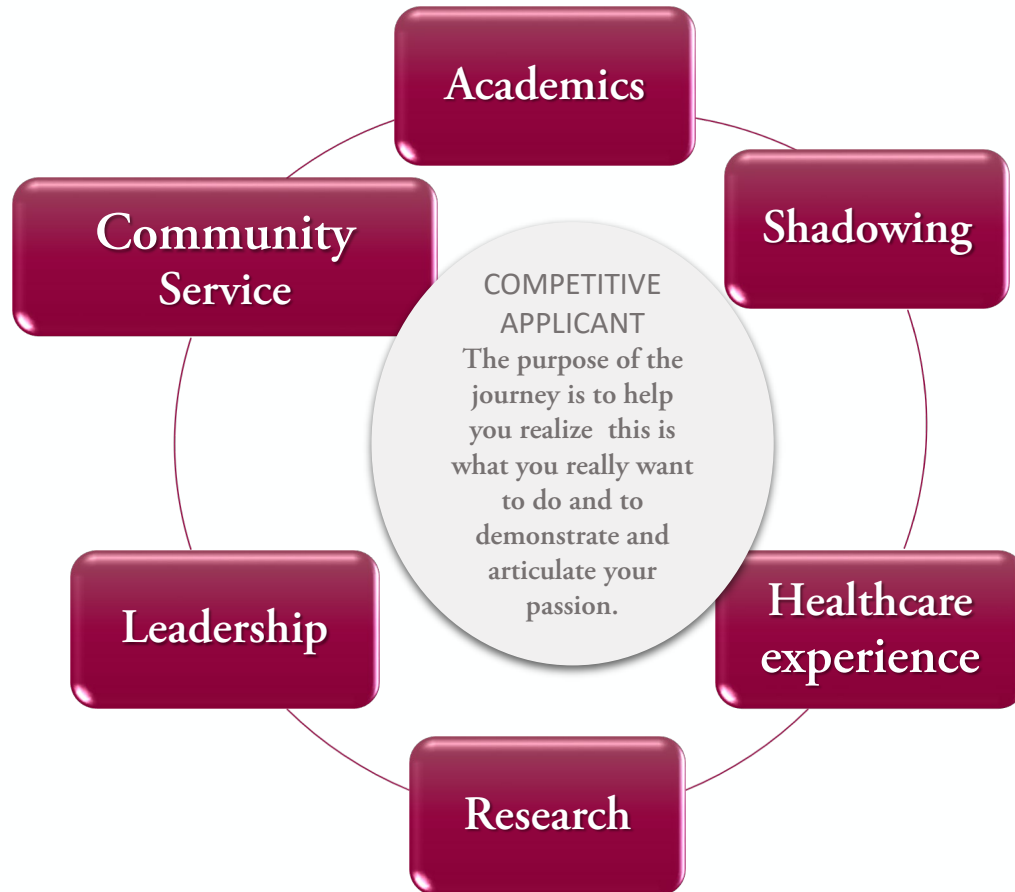 Academics
Shadowing
Healthcare
experience
Research
Leadership
Community
Service
COMPETITIVE
APPLICANT
The purpose of the
journey is to help
you realize  this is
what you really want
to do and to
demonstrate and
articulate your
passion.